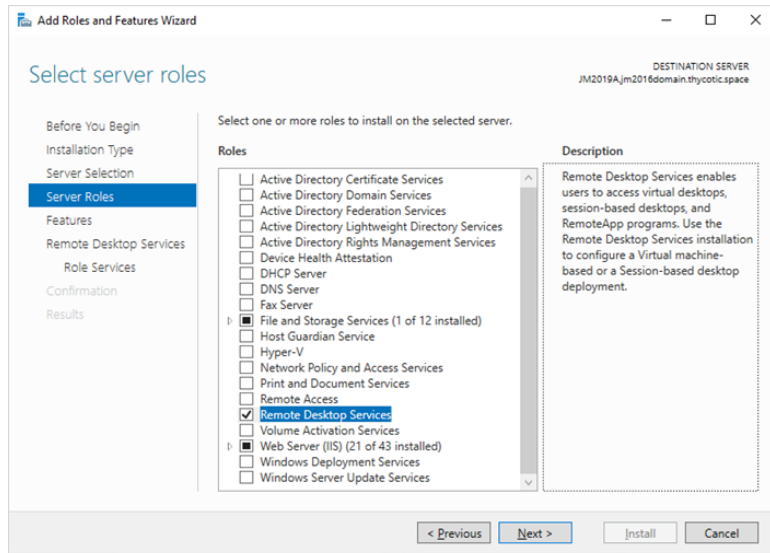 Add Roles and Features Wizard
Select server roles
DESTINATION SERVER
JM2019A.jm2016domain.thycotic.space
Before You Begin
Installation Type
Server Selection
Server Roles
Features
Remote Desktop Services
Role Services
Confirmation
Results
Select one or more roles to install on the selected server.
Roles
Active Directory Certificate Services
Active Directory Domain Services
Active Directory Federation Services
Active Directory Lightweight Directory Services
Active Directory Rights Management Services
Device Health Attestation
DHCP Server
DNS Server
Fax Server
File and Storage Services (1 of 12 installed)
Host Guardian Service
Hyper-V
Network Policy and Access Services
Print and Document Services
Remote Access
Remote Desktop Services
Volume Activation Services
Web Server (IIS) (21 of 43 installed)
Windows Deployment Services
Windows Server Update Services
Description
Remote Desktop Services enables
users to access virtual desktops,
session-based desktops, and
RemoteApp programs. Use the
Remote Desktop Services installation
to configure a Virtual machine-
based or a Session-based desktop
deployment.
< Previous
Next >
Install
Cancel